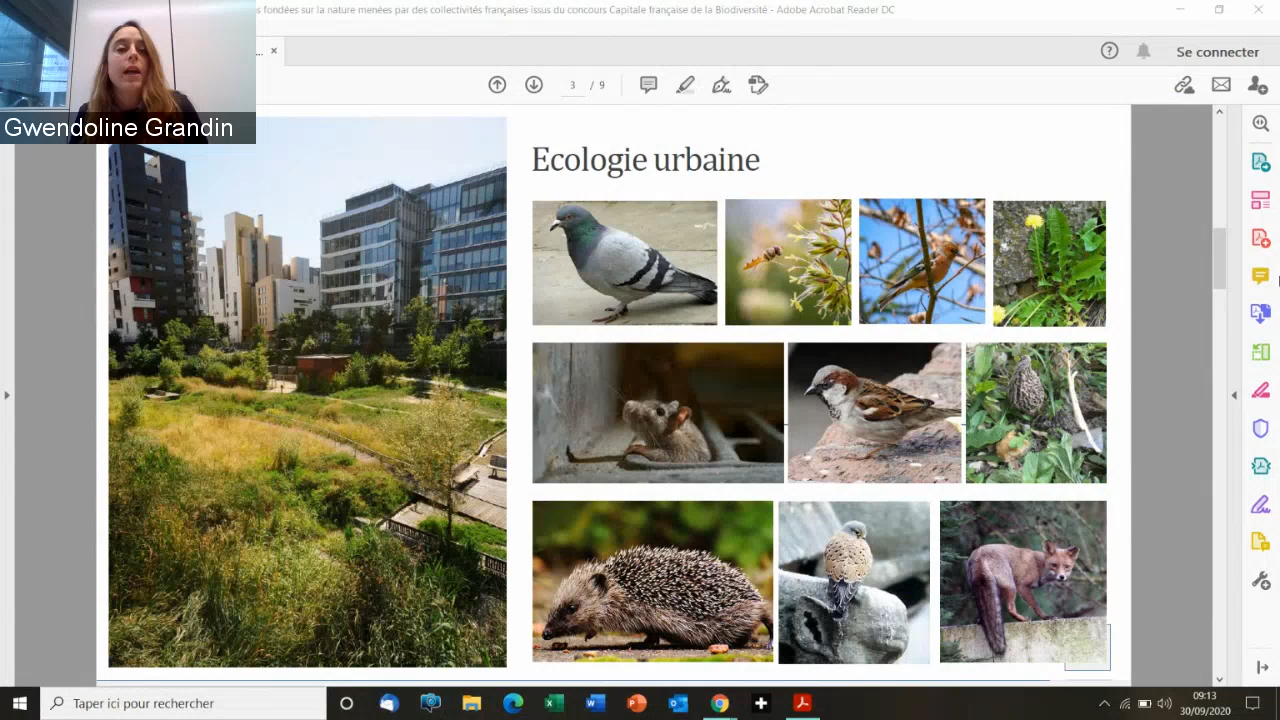 s fondées sur la nature menées par des collectivités françaises issus du concours Capitale française de la Biodiversité - Adobe Acrobat Reader DC
... ×
Se connecter
3 / 9
Gwendoline Grandin
Ecologie urbaine
Taper ici pour rechercher
09:13
30/09/2020